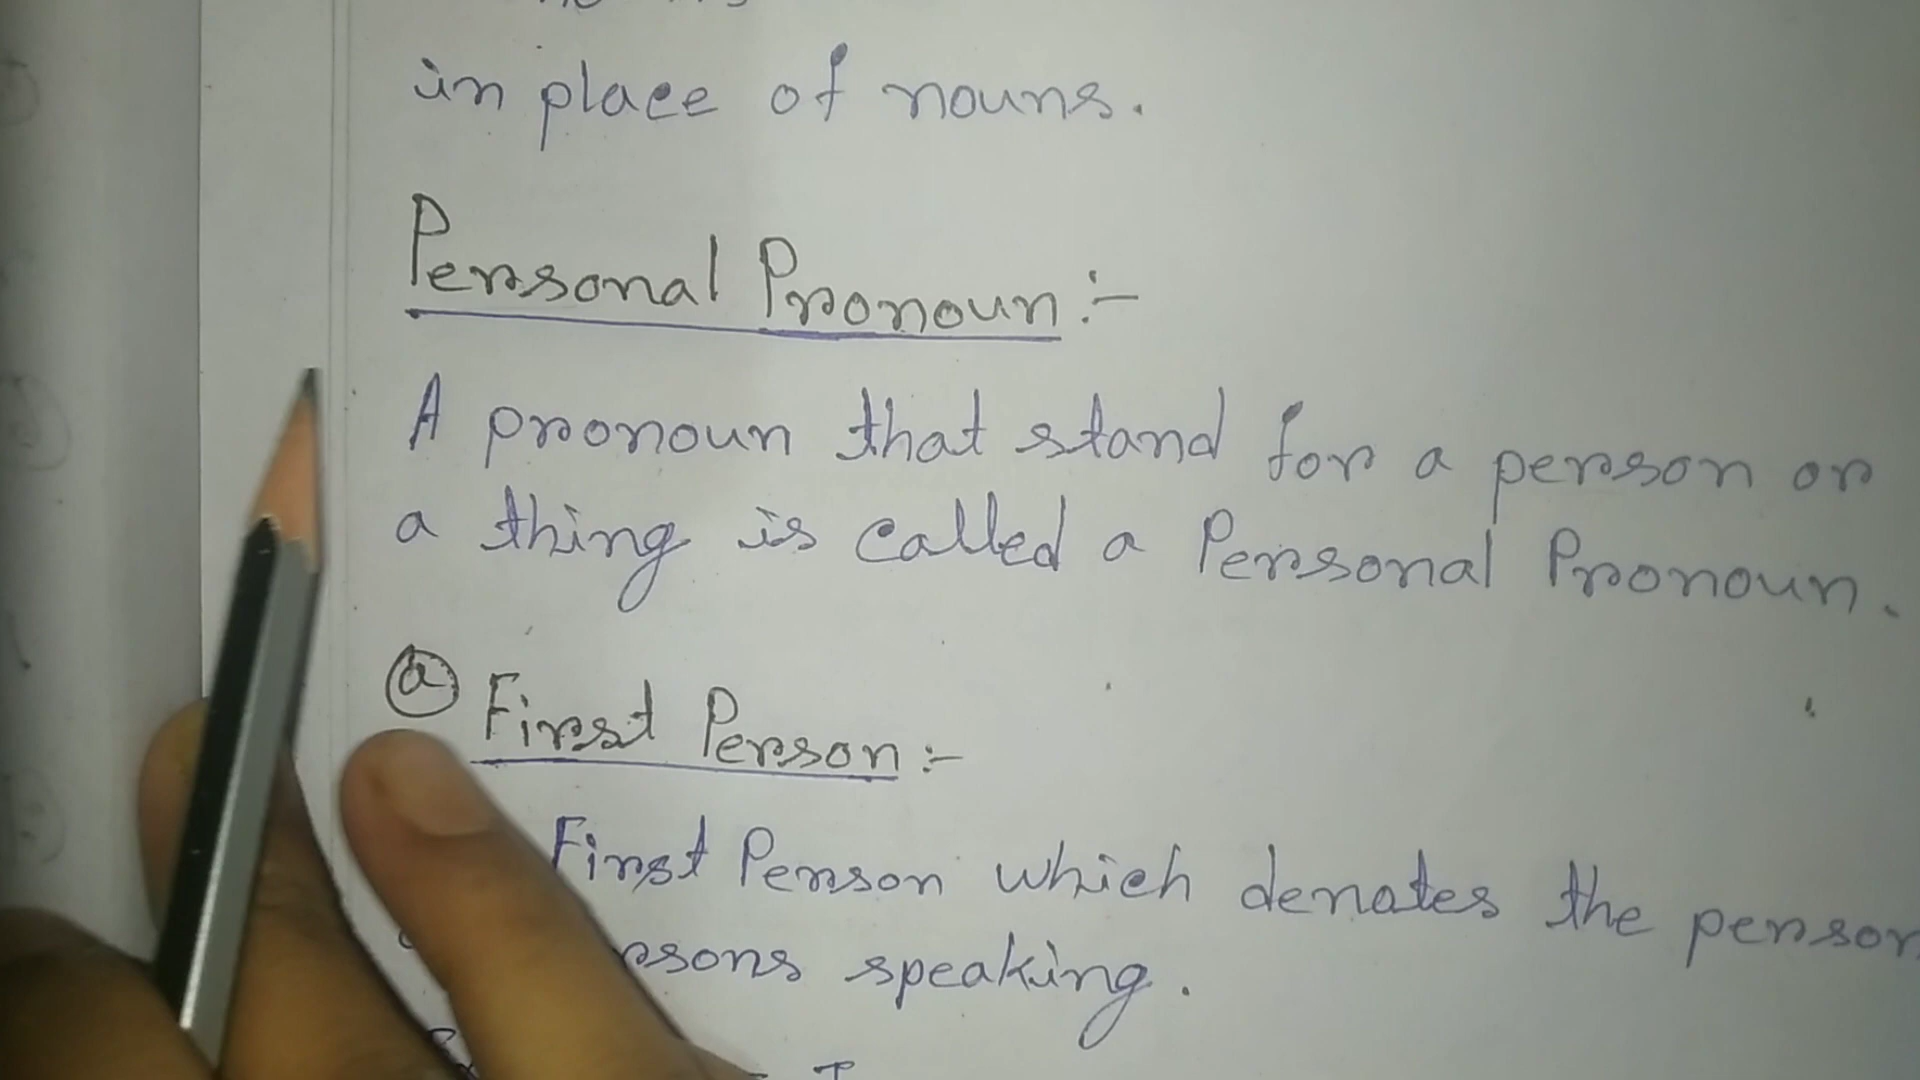 in place of nouns.
Personal Pronoun :-
A pronoun that stand for a person or
a thing is called a Personal Pronoun.
(a) First Person :-
First Person which denotes the person
speaking.